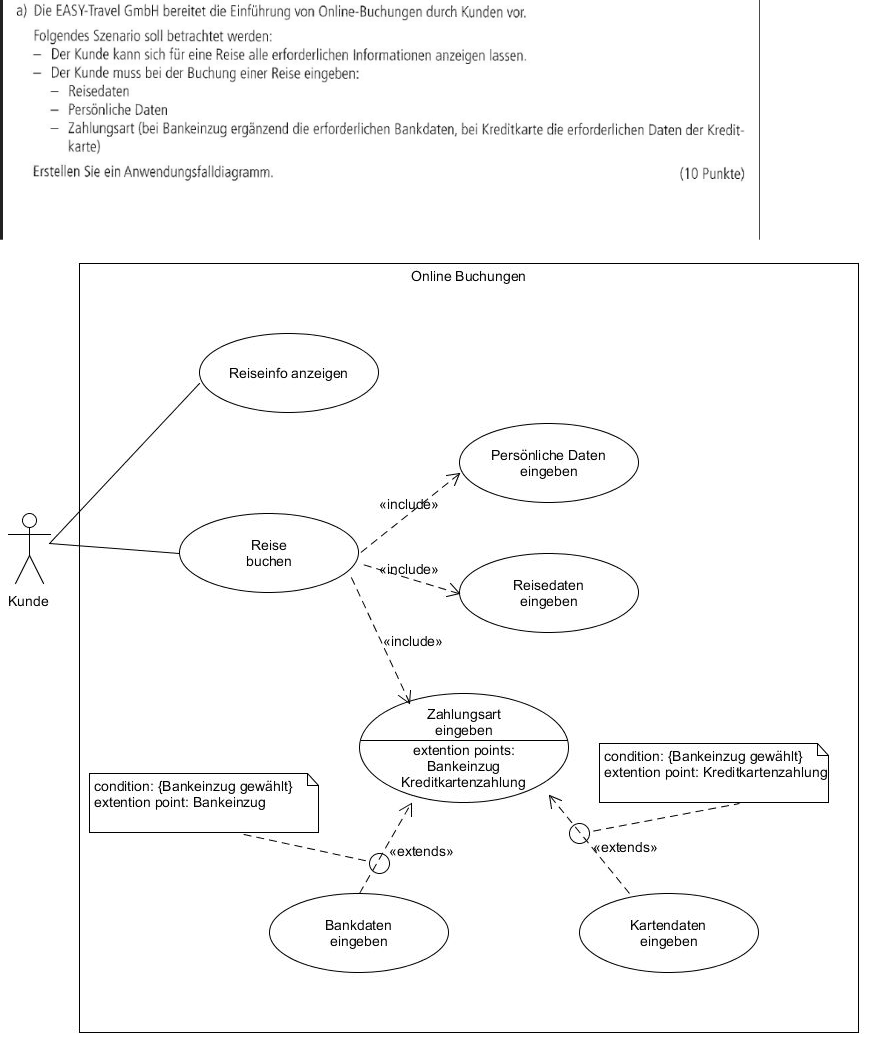 a) Die EASY-Travel GmbH bereitet die Einführung von Online-Buchungen durch Kunden vor.
Folgendes Szenario soll betrachtet werden:
– Der Kunde kann sich für eine Reise alle erforderlichen Informationen anzeigen lassen.
– Der Kunde muss bei der Buchung einer Reise eingeben:
– Reisedaten
– Persönliche Daten
– Zahlungsart (bei Bankeinzug ergänzend die erforderlichen Bankdaten, bei Kreditkarte die erforderlichen Daten der Kredit-
karte)
Erstellen Sie ein Anwendungsfalldiagramm. (10 Punkte)
Online Buchungen
Reiseinfo anzeigen
Persönliche Daten
eingeben
«include»
Reise
buchen
«include»
Reisedaten
eingeben
Kunde
«include»
Zahlungsart
eingeben
extention points:
Bankeinzug
Kreditkartenzahlung
condition: {Bankeinzug gewählt}
extention point: Kreditkartenzahlung
condition: {Bankeinzug gewählt}
extention point: Bankeinzug
«extends»
«extends»
Bankdaten
eingeben
Kartendaten
eingeben